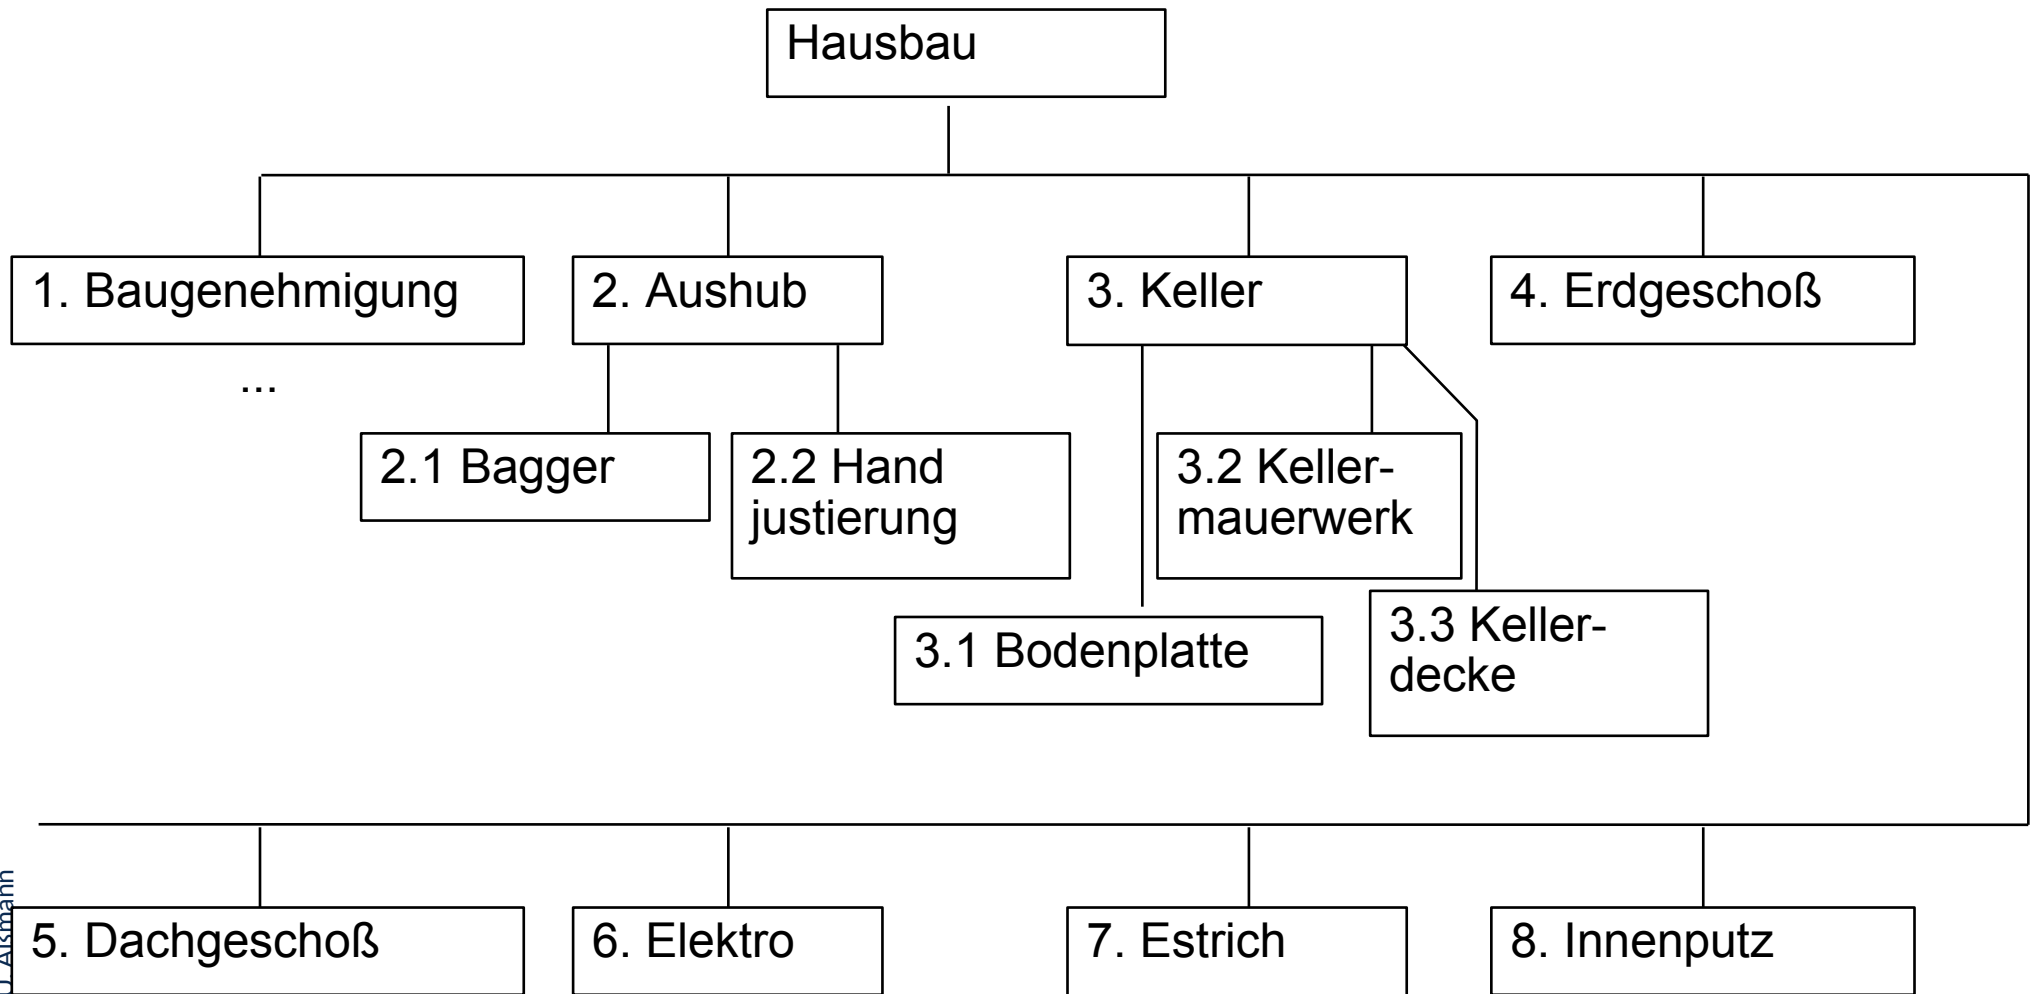 Hausbau
1. Baugenehmigung
2. Aushub
3. Keller
4. Erdgeschoß
...
2.1 Bagger
2.2 Hand
justierung
3.2 Keller-
mauerwerk
3.1 Bodenplatte
3.3 Keller-
decke
5. Dachgeschoß
6. Elektro
7. Estrich
8. Innenputz